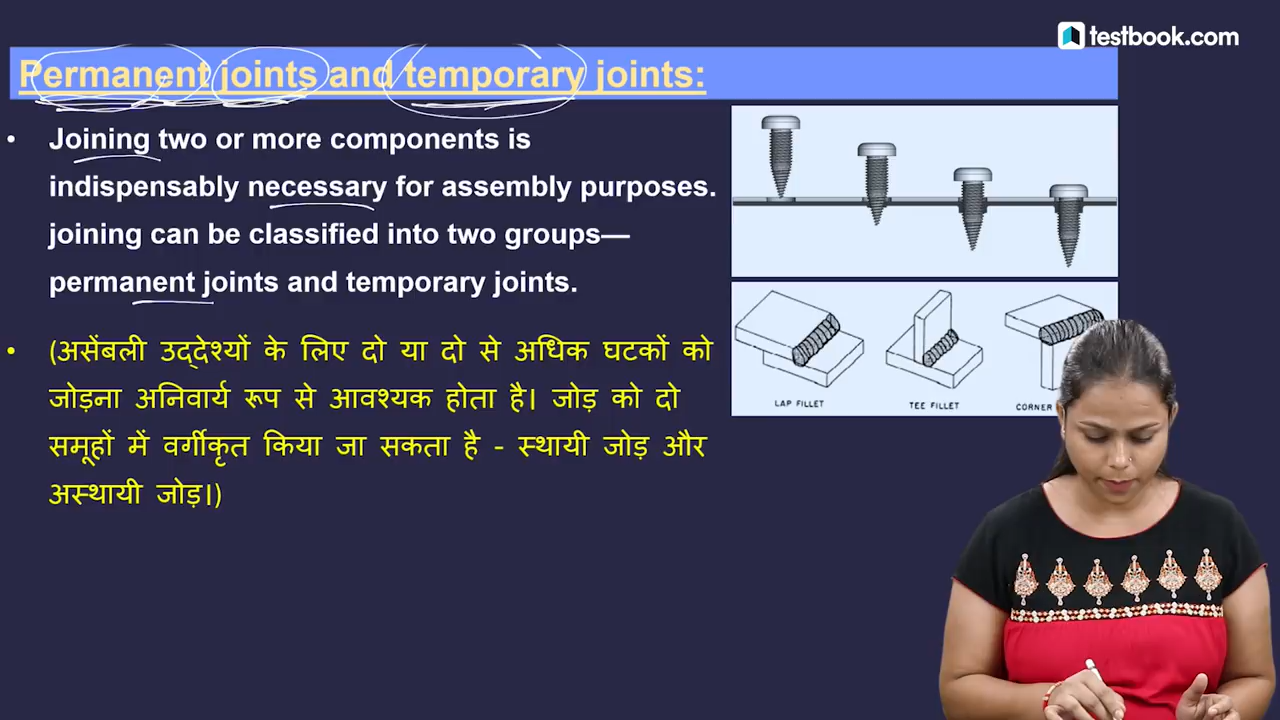 testbook.com
Permanent joints and temporary joints:
• Joining two or more components is
indispensably necessary for assembly purposes.
joining can be classified into two groups—
permanent joints and temporary joints.
• (असेंबली उद्देश्यों के लिए दो या दो से अधिक घटकों को
जोड़ना अनिवार्य रूप से आवश्यक होता है। जोड़ को दो
समूहों में वर्गीकृत किया जा सकता है - स्थायी जोड़ और
अस्थायी जोड़।)
LAP FILLET
TEE FILLET
CORNER